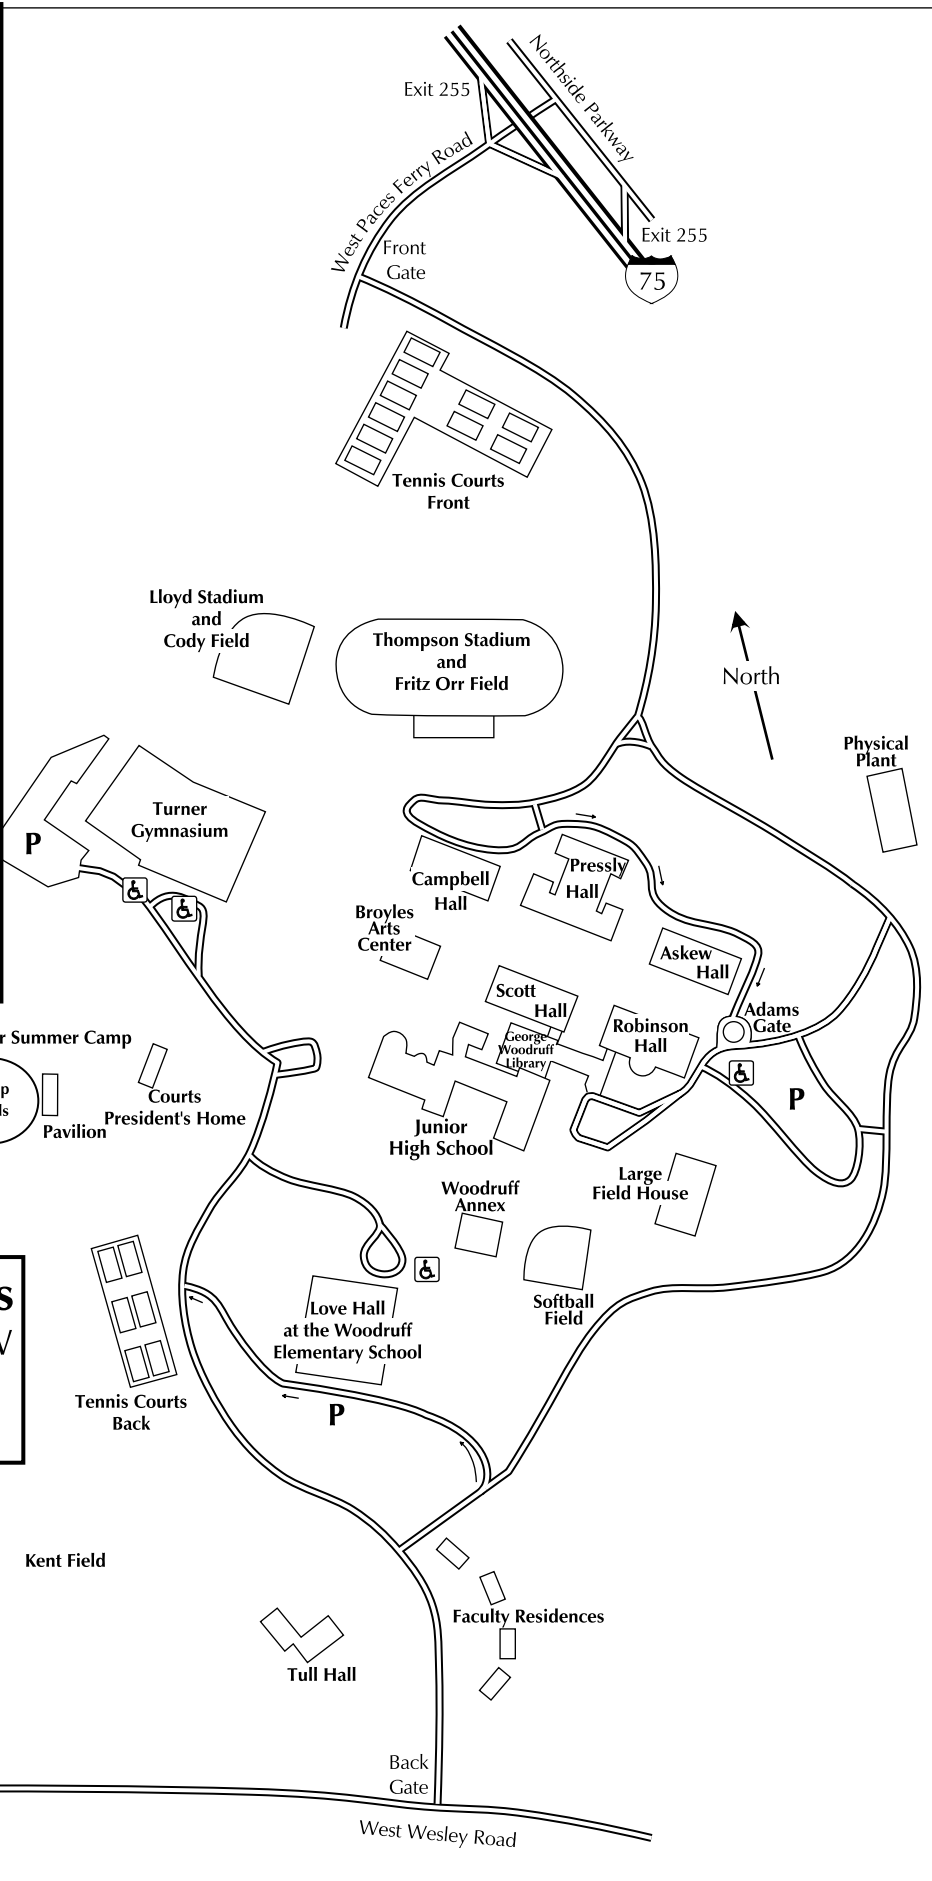 Northside Parkway
Exit 255
West Paces Ferry Road
Exit 255
75
Front
Gate
Tennis Courts
Front
Lloyd Stadium
and
Cody Field
Thompson Stadium
and
Fritz Orr Field
North
Physical
Plant
Turner
Gymnasium
P
Pressly
Hall
Campbell
Hall
Broyles
Arts
Center
Askew
Hall
Scott
Hall
Adams
Gate
Robinson
Hall
George
Woodruff
Library
r Summer Camp
p
ls
Pavilion
Courts
President's Home
P
Junior
High School
Large
Field House
Woodruff
Annex
Softball
Field
s
Love Hall
at the Woodruff
Elementary School
Tennis Courts
Back
P
Kent Field
Faculty Residences
Tull Hall
Back
Gate
West Wesley Road